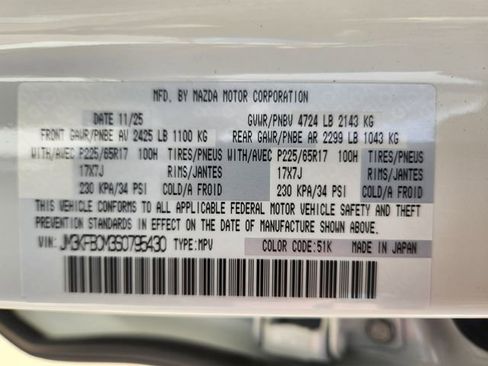 MFD. BY MAZDA MOTOR CORPORATION
DATE 11/25 GVWR/PNBV 4724 LB 2143 KG
FRONT GAWR/PNBE AV 2425 LB 1100 KG REAR GAWR/PNBE AR 2299 LB 1043 KG
WITH/AVEC P225/65R17 100H TIRES/PNEUS WITH/AVEC P225/65R17 100H TIRES/PNEUS
17X7J RIMS/JANTES 17X7J RIMS/JANTES
230 KPA/34 PSI COLD/A FROID 230 KPA/34 PSI COLD/A FROID
THIS VEHICLE CONFORMS TO ALL APPLICABLE FEDERAL MOTOR VEHICLE SAFETY AND THEFT
PREVENTION STANDARDS IN EFFECT ON THE DATE OF MANUFACTURE SHOWN ABOVE.
VIN: JM3KFBCM3S0795430 TYPE:MPV COLOR CODE:51K MADE IN JAPAN